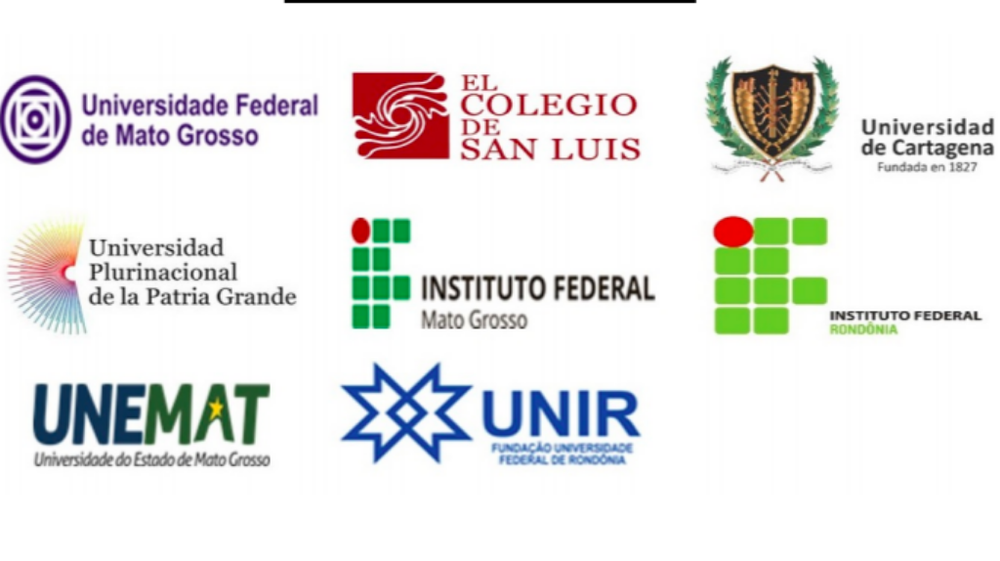 Universidade Federal
de Mato Grosso
EL
COLEGIO
DE
SAN LUIS
Universidad
de Cartagena
Fundada en 1827
Universidad
Plurinacional
de la Patria Grande
INSTITUTO FEDERAL
Mato Grosso
INSTITUTO FEDERAL
RONDÔNIA
UNEMAT
Universidade do Estado de Mato Grosso
UNIR
FUNDAÇÃO UNIVERSIDADE
FEDERAL DE RONDÔNIA